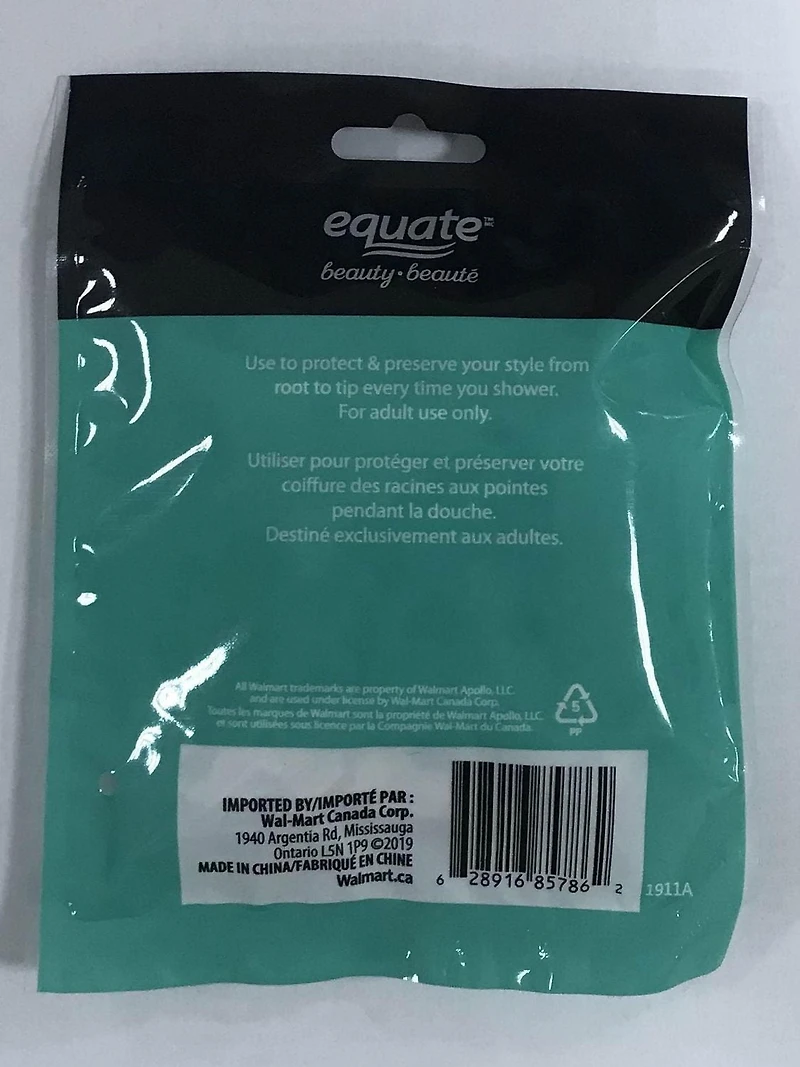 equate™ MC
beauty • beauté
Use to protect & preserve your style from
root to tip every time you shower.
For adult use only.
Utiliser pour protéger et préserver votre
coiffure des racines aux pointes
pendant la douche.
Destiné exclusivement aux adultes.
All Walmart trademarks are property of Walmart Apollo, LLC.
and are used under license by Wal-Mart Canada Corp.
Toutes les marques de Walmart sont la propriété de Walmart Apollo, LLC.
et sont utilisées sous licence par la Compagnie Wal-Mart du Canada.
5
PP
IMPORTED BY/IMPORTÉ PAR :
Wal-Mart Canada Corp.
1940 Argentia Rd, Mississauga
Ontario L5N 1P9 ©2019
MADE IN CHINA/FABRIQUÉ EN CHINE
Walmart.ca
6 28916 85786 2
1911A